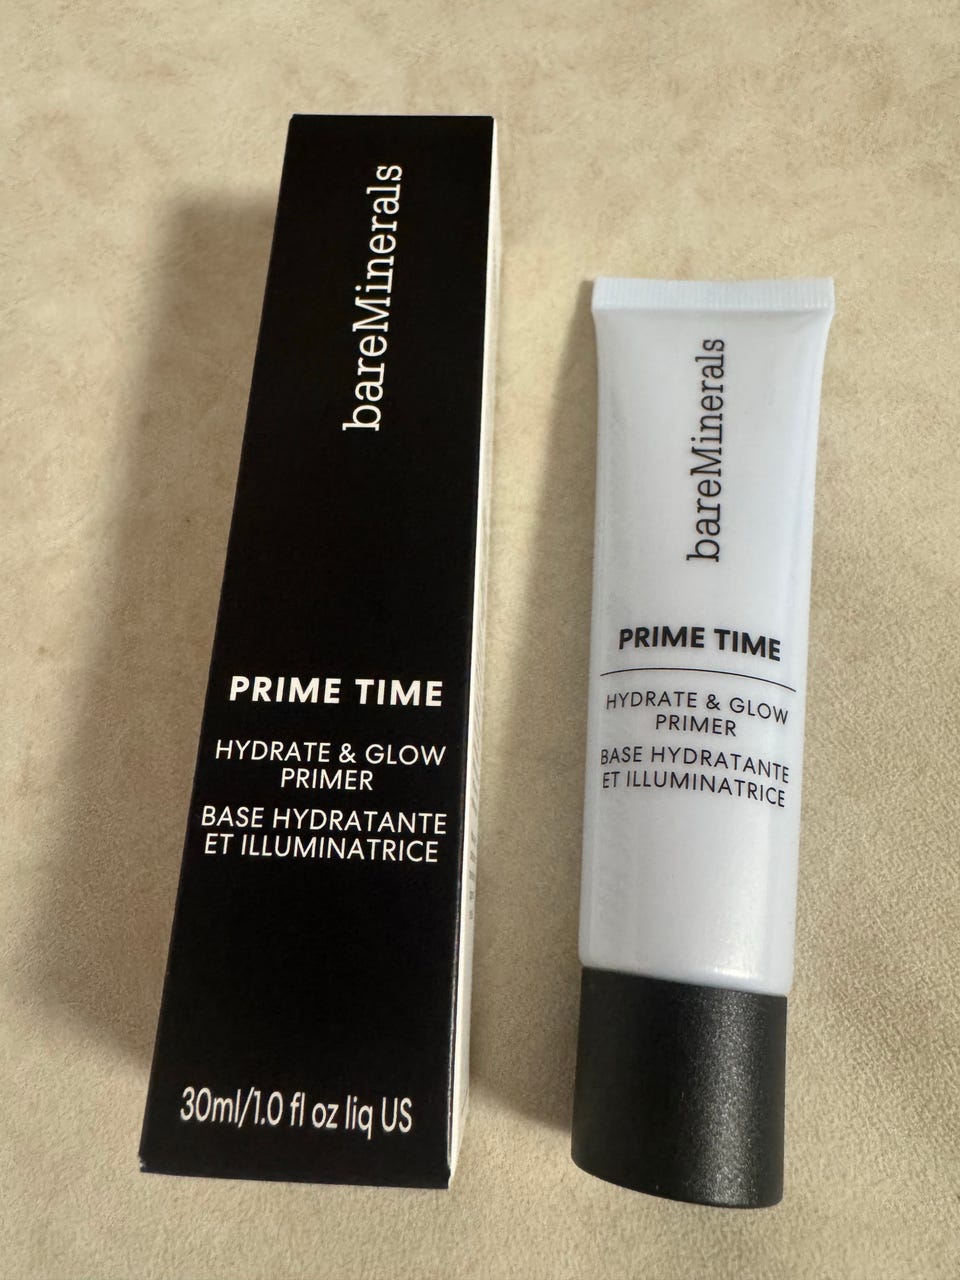 bareMinerals
PRIME TIME
HYDRATE & GLOW
PRIMER
BASE HYDRATANTE
ET ILLUMINATRICE
30ml/1.0 fl oz liq US
bareMinerals
PRIME TIME
HYDRATE & GLOW
PRIMER
BASE HYDRATANTE
ET ILLUMINATRICE